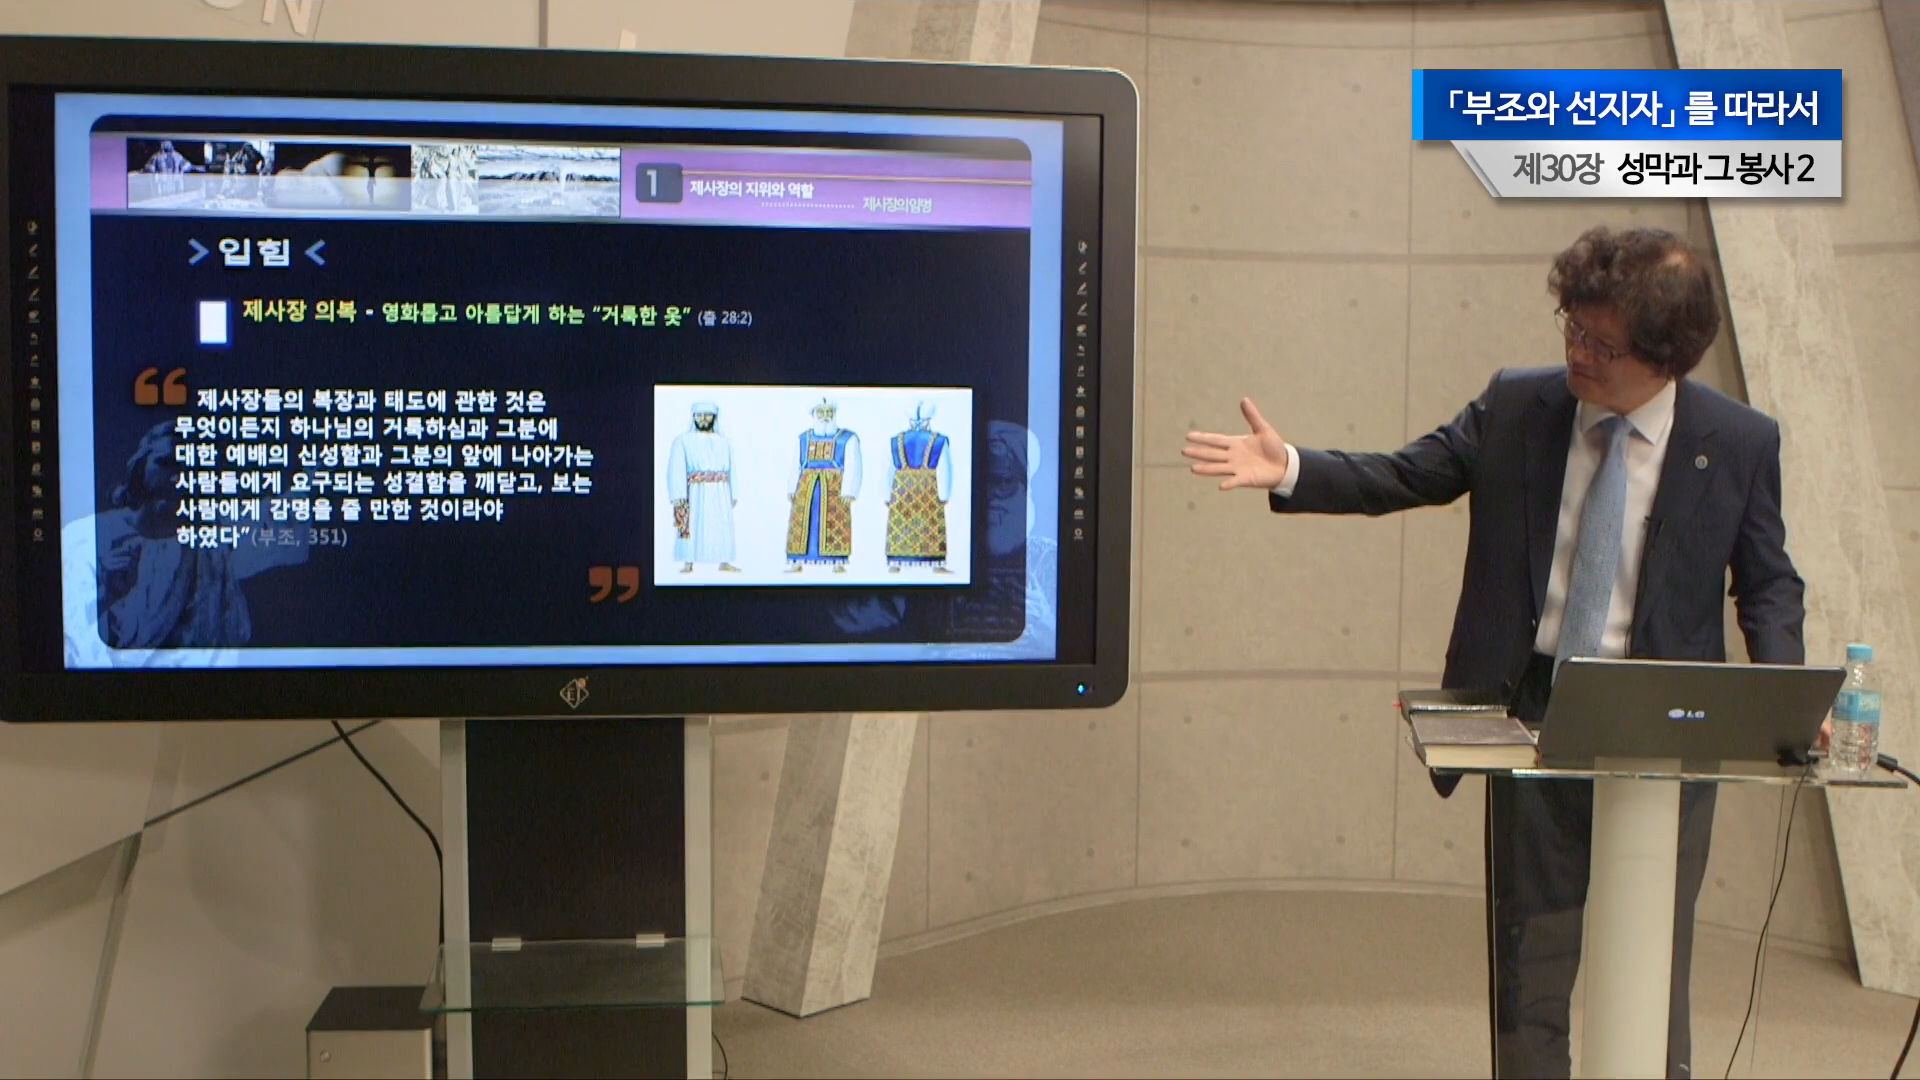 「부조와 선지자」를 따라서
제30장 성막과 그 봉사 2
1 제사장의 지위와 역할
제사장의 임명
> 입힘 <
제사장 의복 - 영화롭고 아름답게 하는 “거룩한 옷” (출 28:2)
“ 제사장들의 복장과 태도에 관한 것은
무엇이든지 하나님의 거룩하심과 그분에
대한 예배의 신성함과 그분의 앞에 나아가는
사람들에게 요구되는 성결함을 깨닫고, 보는
사람에게 감명을 줄 만한 것이라야
하였다”(부조, 351)
”
LG